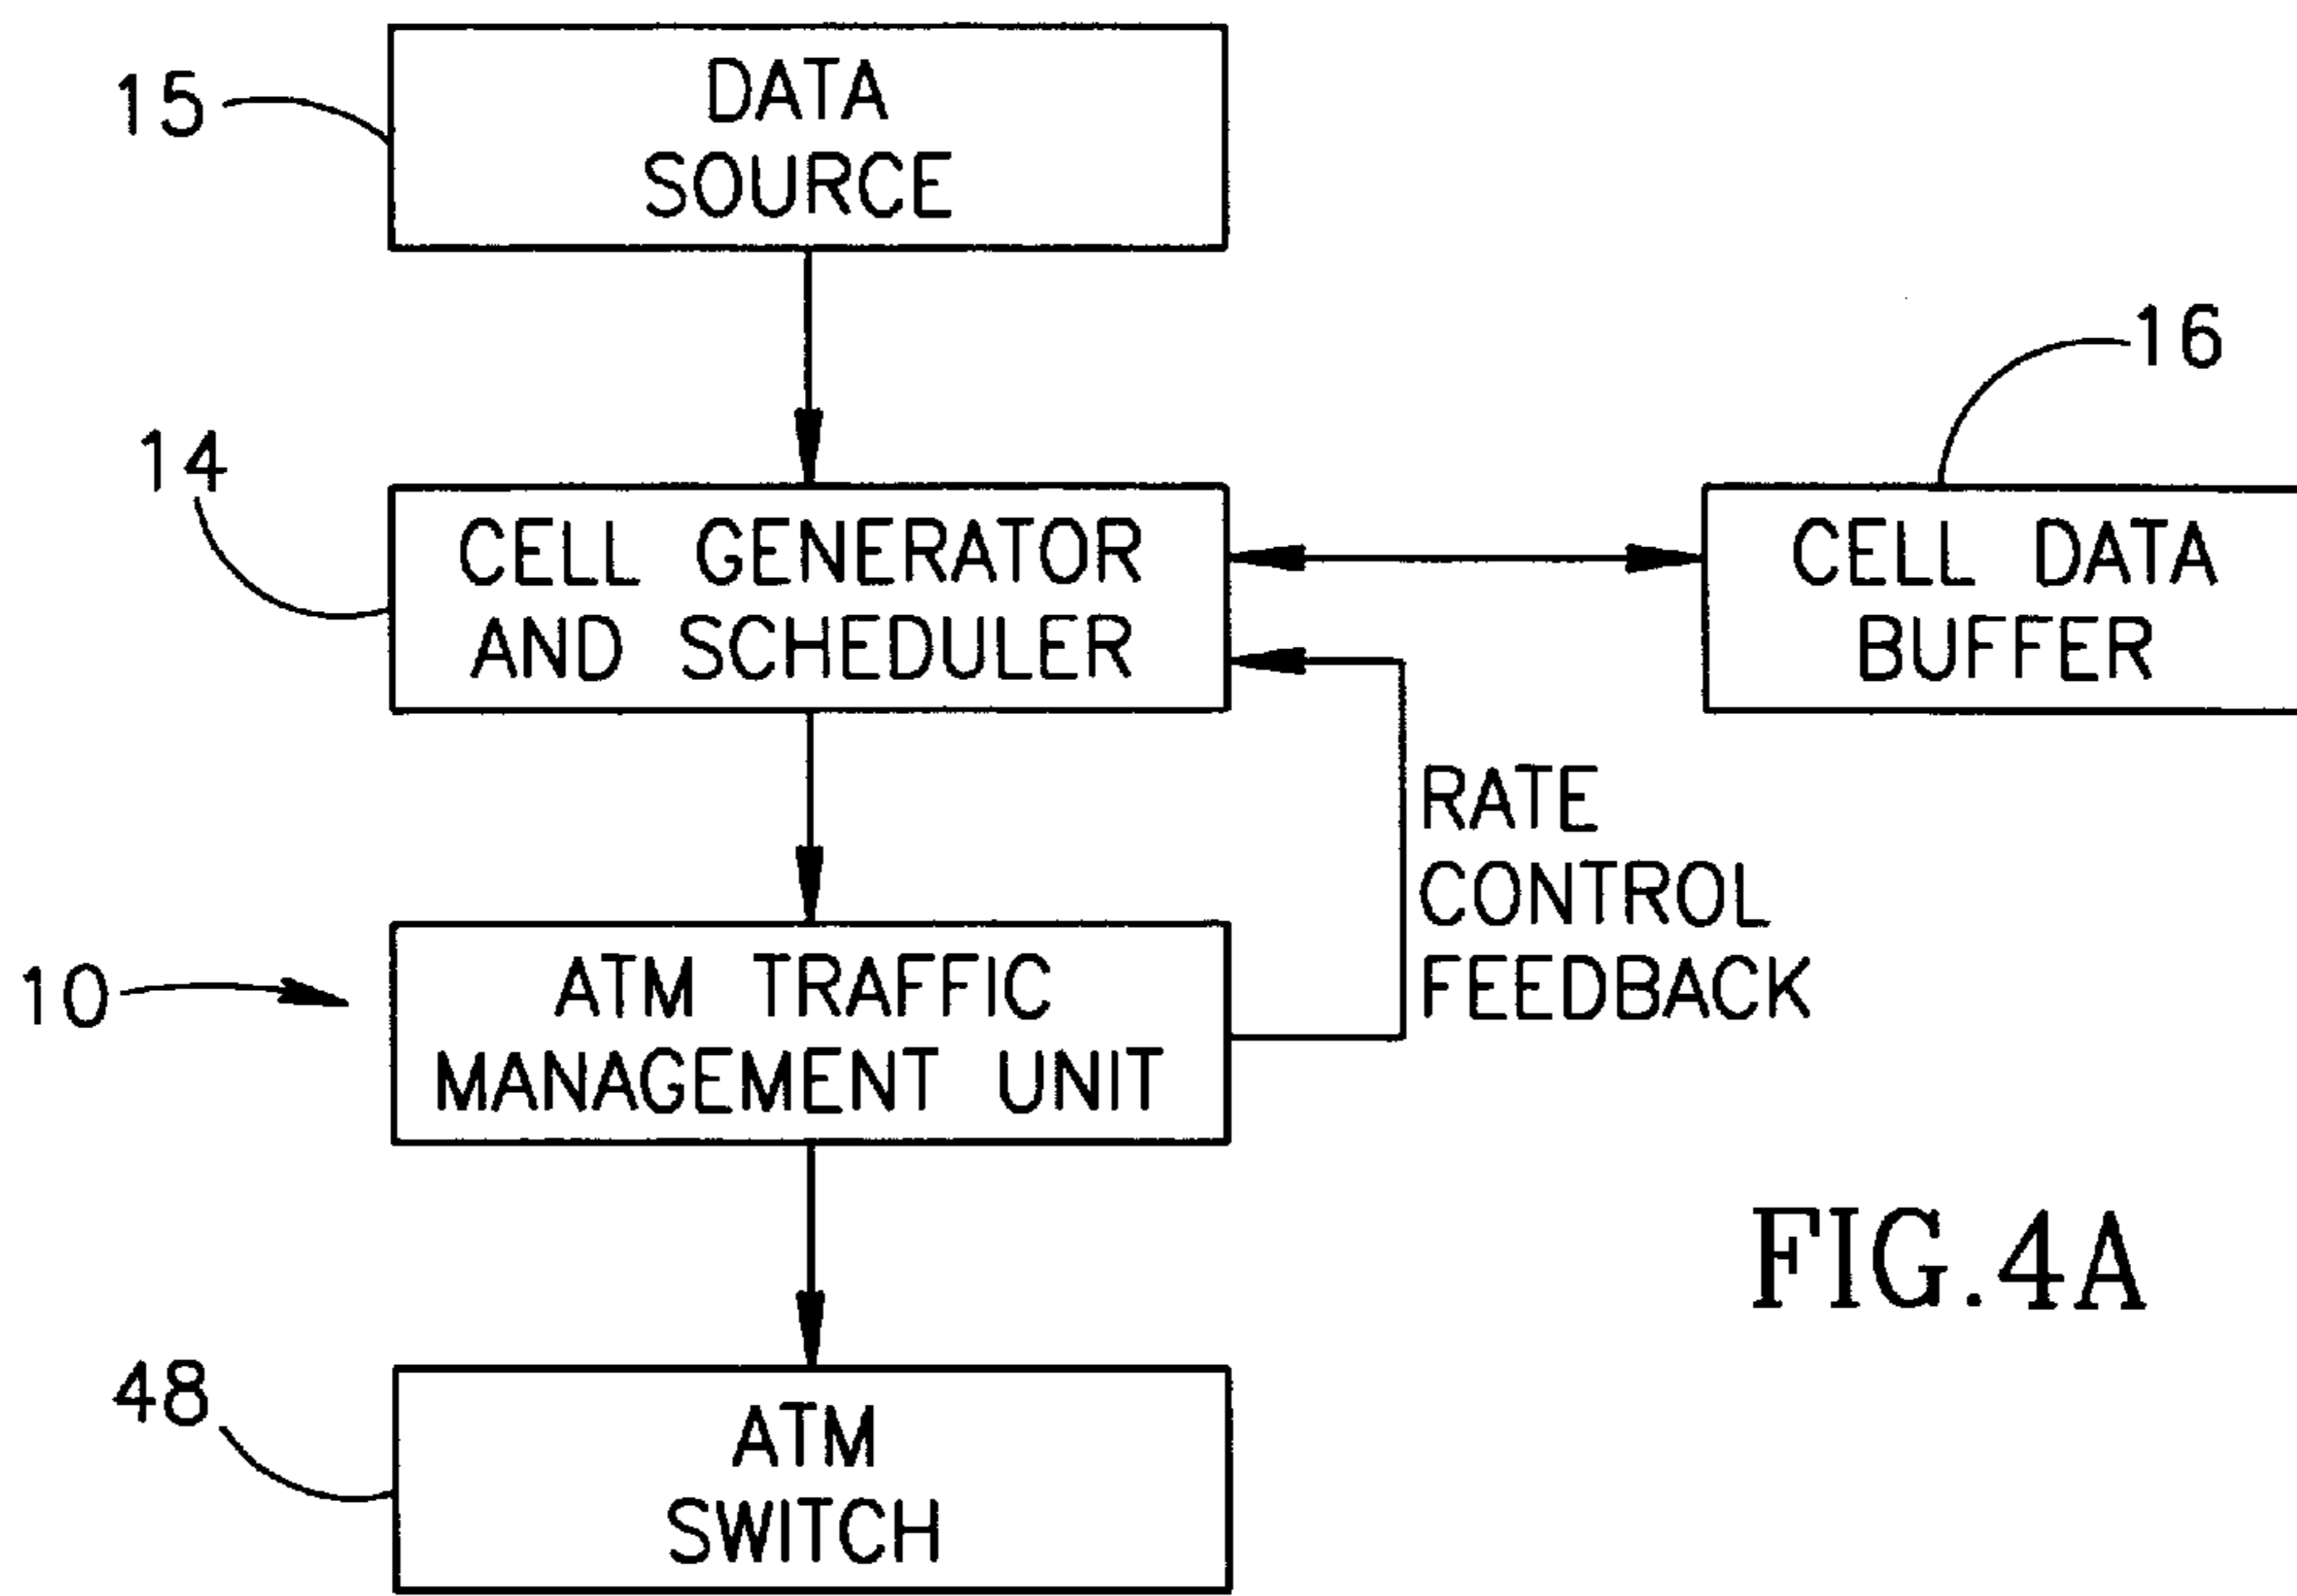 15
DATA
SOURCE
16
14
CELL GENERATOR
AND SCHEDULER
CELL DATA
BUFFER
RATE
CONTROL
FEEDBACK
10
ATM TRAFFIC
MANAGEMENT UNIT
FIG.4A
48
ATM
SWITCH